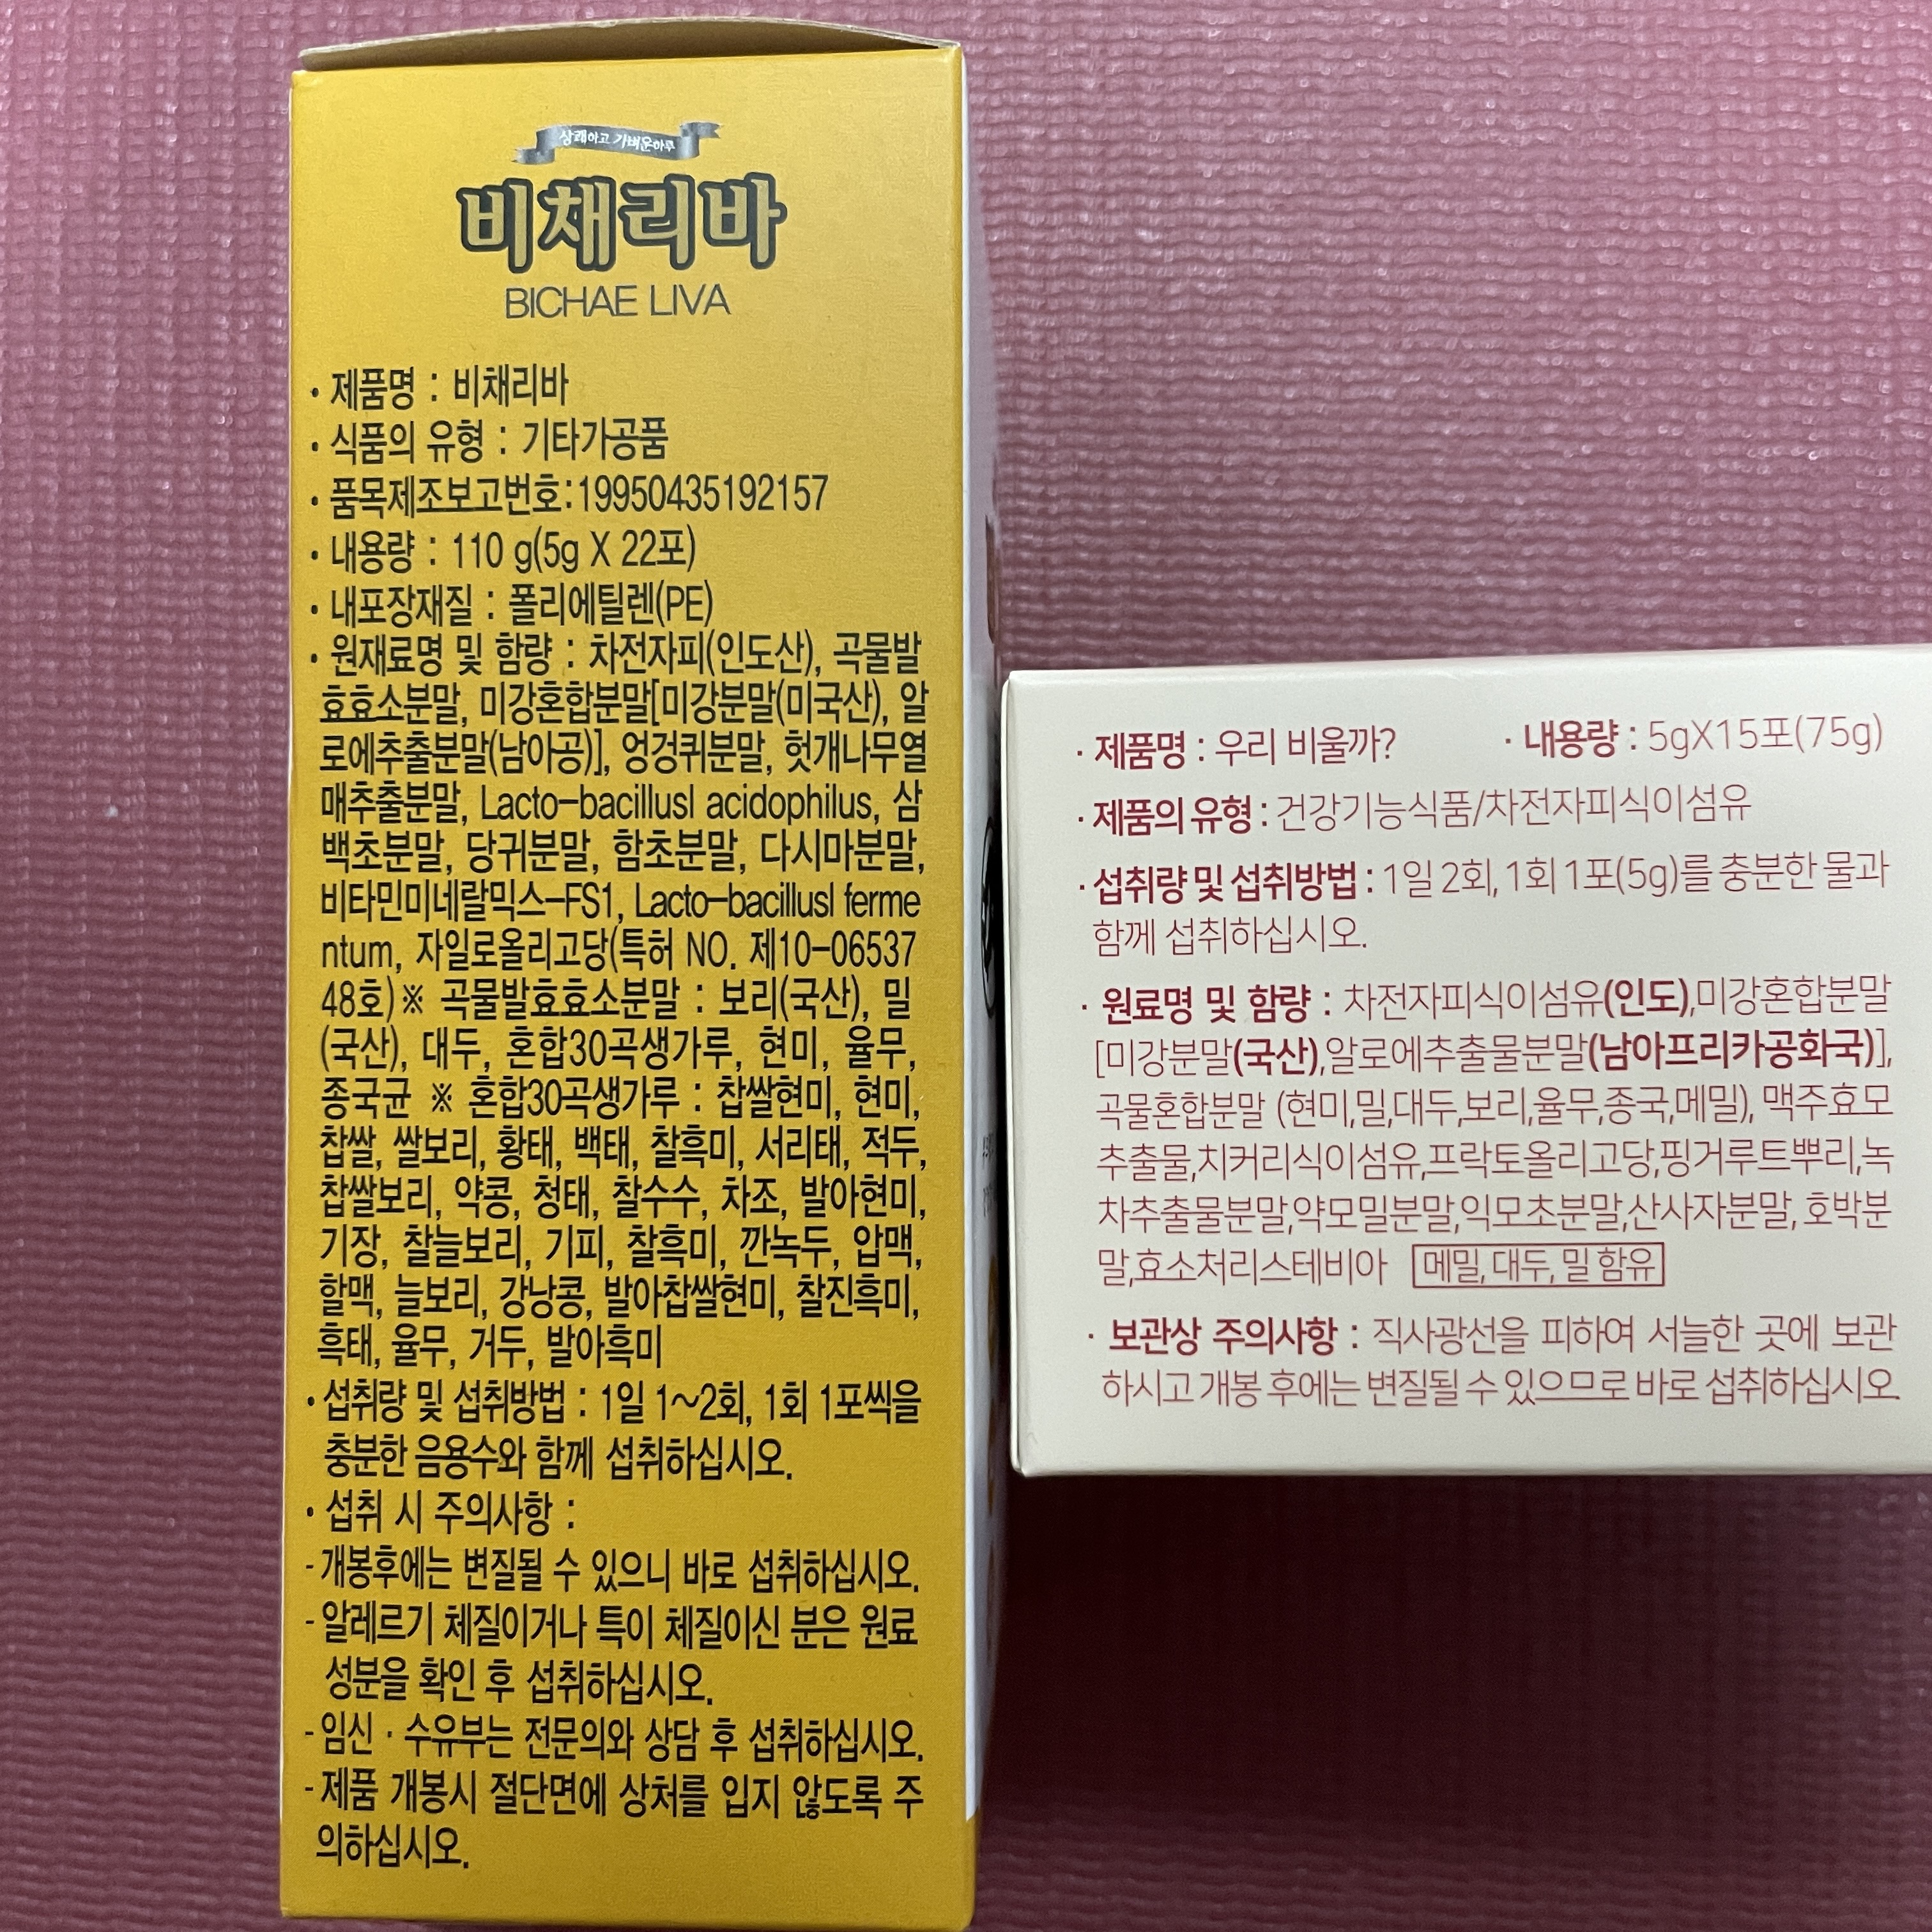 상쾌하고 가벼운하루
비채리바
BICHAE LIVA
• 제품명 : 비채리바
• 식품의 유형 : 기타가공품
• 품목제조보고번호:19950435192157
• 내용량 : 110 g(5g X 22포)
• 내포장재질 : 폴리에틸렌(PE)
• 원재료명 및 함량 : 차전자피(인도산), 곡물발
효효소분말, 미강혼합분말[미강분말(미국산), 알
로에추출분말(남아공)], 엉겅퀴분말, 헛개나무열
매추출분말, Lacto-bacillusl acidophilus, 삼
백초분말, 당귀분말, 함초분말, 다시마분말,
비타민미네랄믹스-FS1, Lacto-bacillusl ferme
ntum, 자일로올리고당(특허 NO. 제10-06537
48호)※ 곡물발효효소분말 : 보리(국산), 밀
(국산), 대두, 혼합30곡생가루, 현미, 율무,
종국균 ※ 혼합30곡생가루 : 찹쌀현미, 현미,
찹쌀, 쌀보리, 황태, 백태, 찰흑미, 서리태, 적두,
찹쌀보리, 약콩, 청태, 찰수수, 차조, 발아현미,
기장, 찰늘보리, 기피, 찰흑미, 깐녹두, 압맥,
할맥, 늘보리, 강낭콩, 발아찹쌀현미, 찰진흑미,
흑태, 율무, 거두, 발아흑미
• 섭취량 및 섭취방법 : 1일 1~2회, 1회 1포씩을
충분한 음용수와 함께 섭취하십시오.
• 섭취 시 주의사항 :
- 개봉후에는 변질될 수 있으니 바로 섭취하십시오.
- 알레르기 체질이거나 특이 체질이신 분은 원료
성분을 확인 후 섭취하십시오.
- 임신 · 수유부는 전문의와 상담 후 섭취하십시오.
- 제품 개봉시 절단면에 상처를 입지 않도록 주
의하십시오.
· 제품명 : 우리 비울까? · 내용량 : 5gX15포(75g)
· 제품의 유형 : 건강기능식품/차전자피식이섬유
· 섭취량 및 섭취방법 : 1일 2회, 1회 1포(5g)를 충분한 물과
함께 섭취하십시오.
· 원료명 및 함량 : 차전자피식이섬유(인도),미강혼합분말
[미강분말(국산),알로에추출물분말(남아프리카공화국)],
곡물혼합분말 (현미,밀,대두,보리,율무,종국,메밀), 맥주효모
추출물,치커리식이섬유,프락토올리고당,핑거루트뿌리,녹
차추출물분말,약모밀분말,익모초분말,산사자분말, 호박분
말,효소처리스테비아 메밀, 대두, 밀 함유
· 보관상 주의사항 : 직사광선을 피하여 서늘한 곳에 보관
하시고 개봉 후에는 변질될 수 있으므로 바로 섭취하십시오.